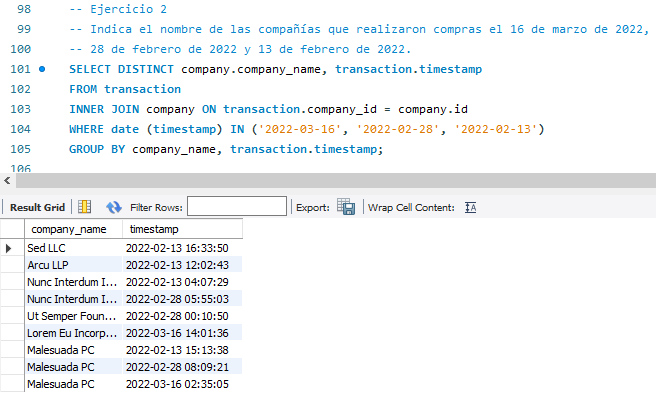 98 -- Ejercicio 2
99 -- Indica el nombre de las compañías que realizaron compras el 16 de marzo de 2022,
100 -- 28 de febrero de 2022 y 13 de febrero de 2022.
101 SELECT DISTINCT company.company_name, transaction.timestamp
102 FROM transaction
103 INNER JOIN company ON transaction.company_id = company.id
104 WHERE date (timestamp) IN ('2022-03-16', '2022-02-28', '2022-02-13')
105 GROUP BY company_name, transaction.timestamp;
106
Result Grid Filter Rows: Export: Wrap Cell Content: IA
company_name timestamp
Sed LLC 2022-02-13 16:33:50
Arcu LLP 2022-02-13 12:02:43
Nunc Interdum I... 2022-02-13 04:07:29
Nunc Interdum I... 2022-02-28 05:55:03
Ut Semper Foun... 2022-02-28 00:10:50
Lorem Eu Incorp... 2022-03-16 14:01:36
Malesuada PC 2022-02-13 15:13:38
Malesuada PC 2022-02-28 08:09:21
Malesuada PC 2022-03-16 02:35:05